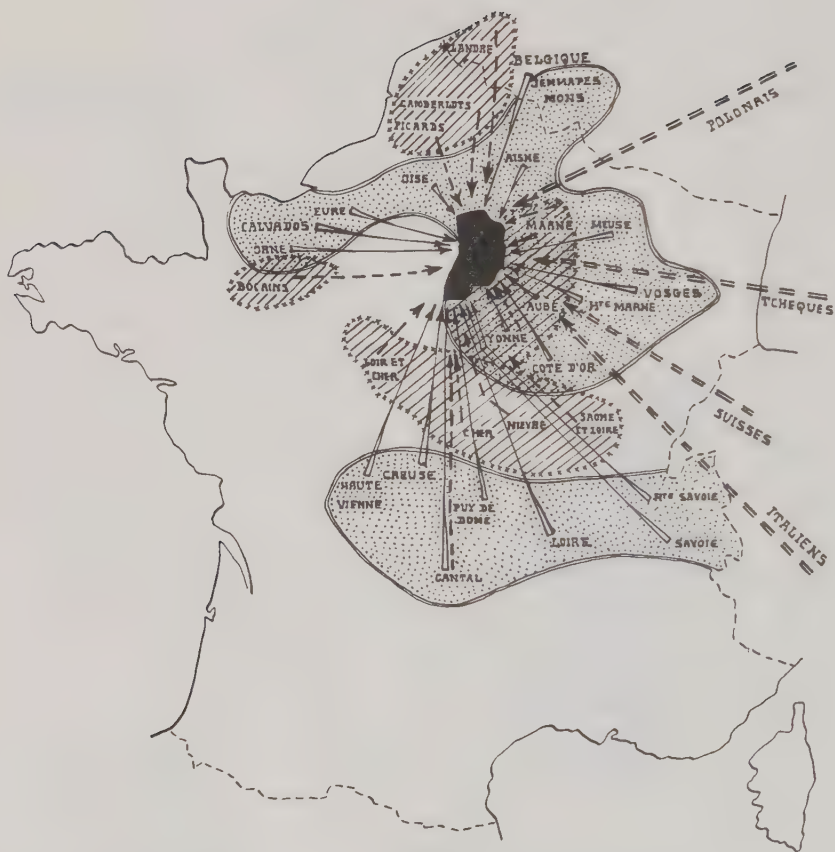 FLANDRE
BELGIQUE
JEMMAPES
MONS
CAMBERLOTS
PICARDS
POLONAIS
AISNE
OISE
EURE
CALVADOS
ORNE
MARNE
MEUSE
BOCAINS
VOSGES
Hte MARNE
TCHEQUES
AUBE
YONNE
COTE D'OR
LOIR ET
CHER
SUISSES
CHER
NIEVRE
SAONE
ET LOIRE
HAUTE
VIENNE
CREUSE
PUY DE
DOME
LOIRE
Hte SAVOIE
SAVOIE
ITALIENS
CANTAL